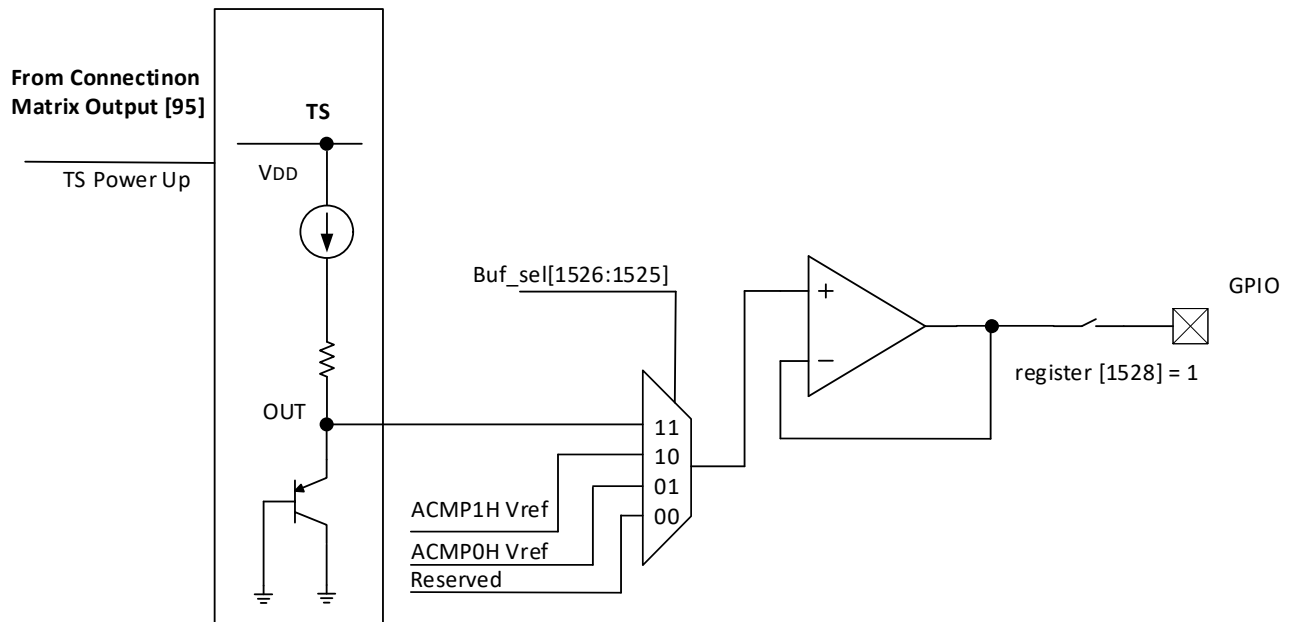 From Connectinon
Matrix Output [95]
TS Power Up
TS
VDD
OUT
Buf_sel[1526:1525]
11
10
01
00
ACMP1H Vref
ACMP0H Vref
Reserved
+
−
GPIO
register [1528] = 1